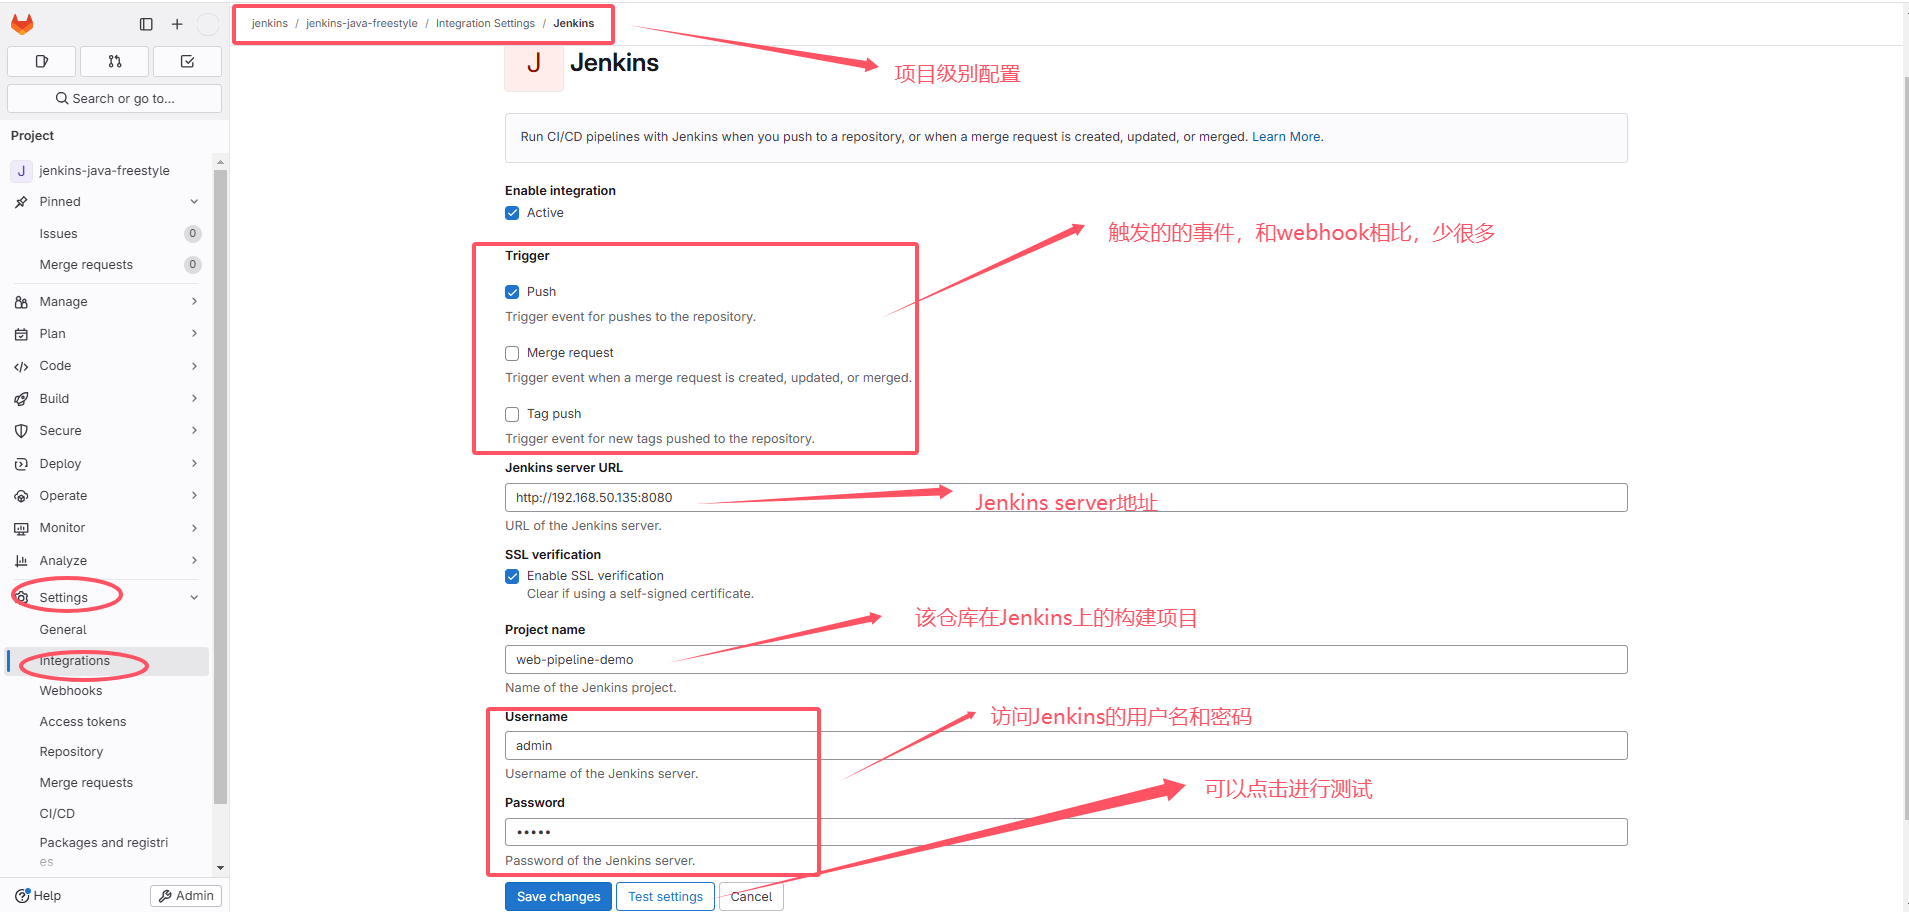 jenkins / jenkins-java-freestyle / Integration Settings / Jenkins
Search or go to...
Project
J jenkins-java-freestyle
Pinned
Issues 0
Merge requests 0
Manage
Plan
Code
Build
Secure
Deploy
Operate
Monitor
Analyze
Settings
General
Integrations
Webhooks
Access tokens
Repository
Merge requests
CI/CD
Packages and registri
es
Help
Admin
J Jenkins
项目级别配置
Run CI/CD pipelines with Jenkins when you push to a repository, or when a merge request is created, updated, or merged. Learn More.
Enable integration
Active
触发的的事件，和webhook相比，少很多
Trigger
Push
Trigger event for pushes to the repository.
Merge request
Trigger event when a merge request is created, updated, or merged.
Tag push
Trigger event for new tags pushed to the repository.
Jenkins server URL
http://192.168.50.135:8080
Jenkins server地址
URL of the Jenkins server.
SSL verification
Enable SSL verification
Clear if using a self-signed certificate.
该仓库在Jenkins上的构建项目
Project name
web-pipeline-demo
Name of the Jenkins project.
访问Jenkins的用户名和密码
Username
admin
Username of the Jenkins server.
可以点击进行测试
Password
•••••
Password of the Jenkins server.
Save changes
Test settings
Cancel